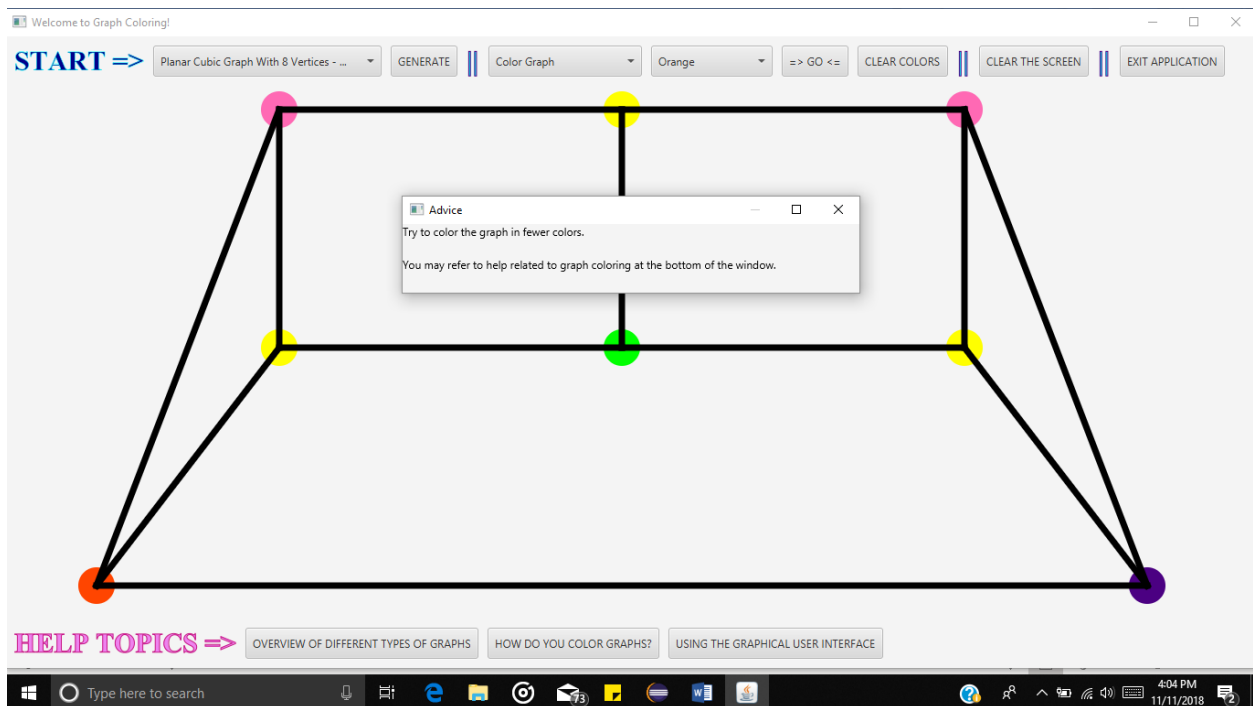 Welcome to Graph Coloring!
START => Planar Cubic Graph With 8 Vertices - ... GENERATE Color Graph Orange => GO <= CLEAR COLORS CLEAR THE SCREEN EXIT APPLICATION
Advice
Try to color the graph in fewer colors.
You may refer to help related to graph coloring at the bottom of the window.
HELP TOPICS => OVERVIEW OF DIFFERENT TYPES OF GRAPHS HOW DO YOU COLOR GRAPHS? USING THE GRAPHICAL USER INTERFACE
Type here to search 73 4:04 PM
11/11/2018 2